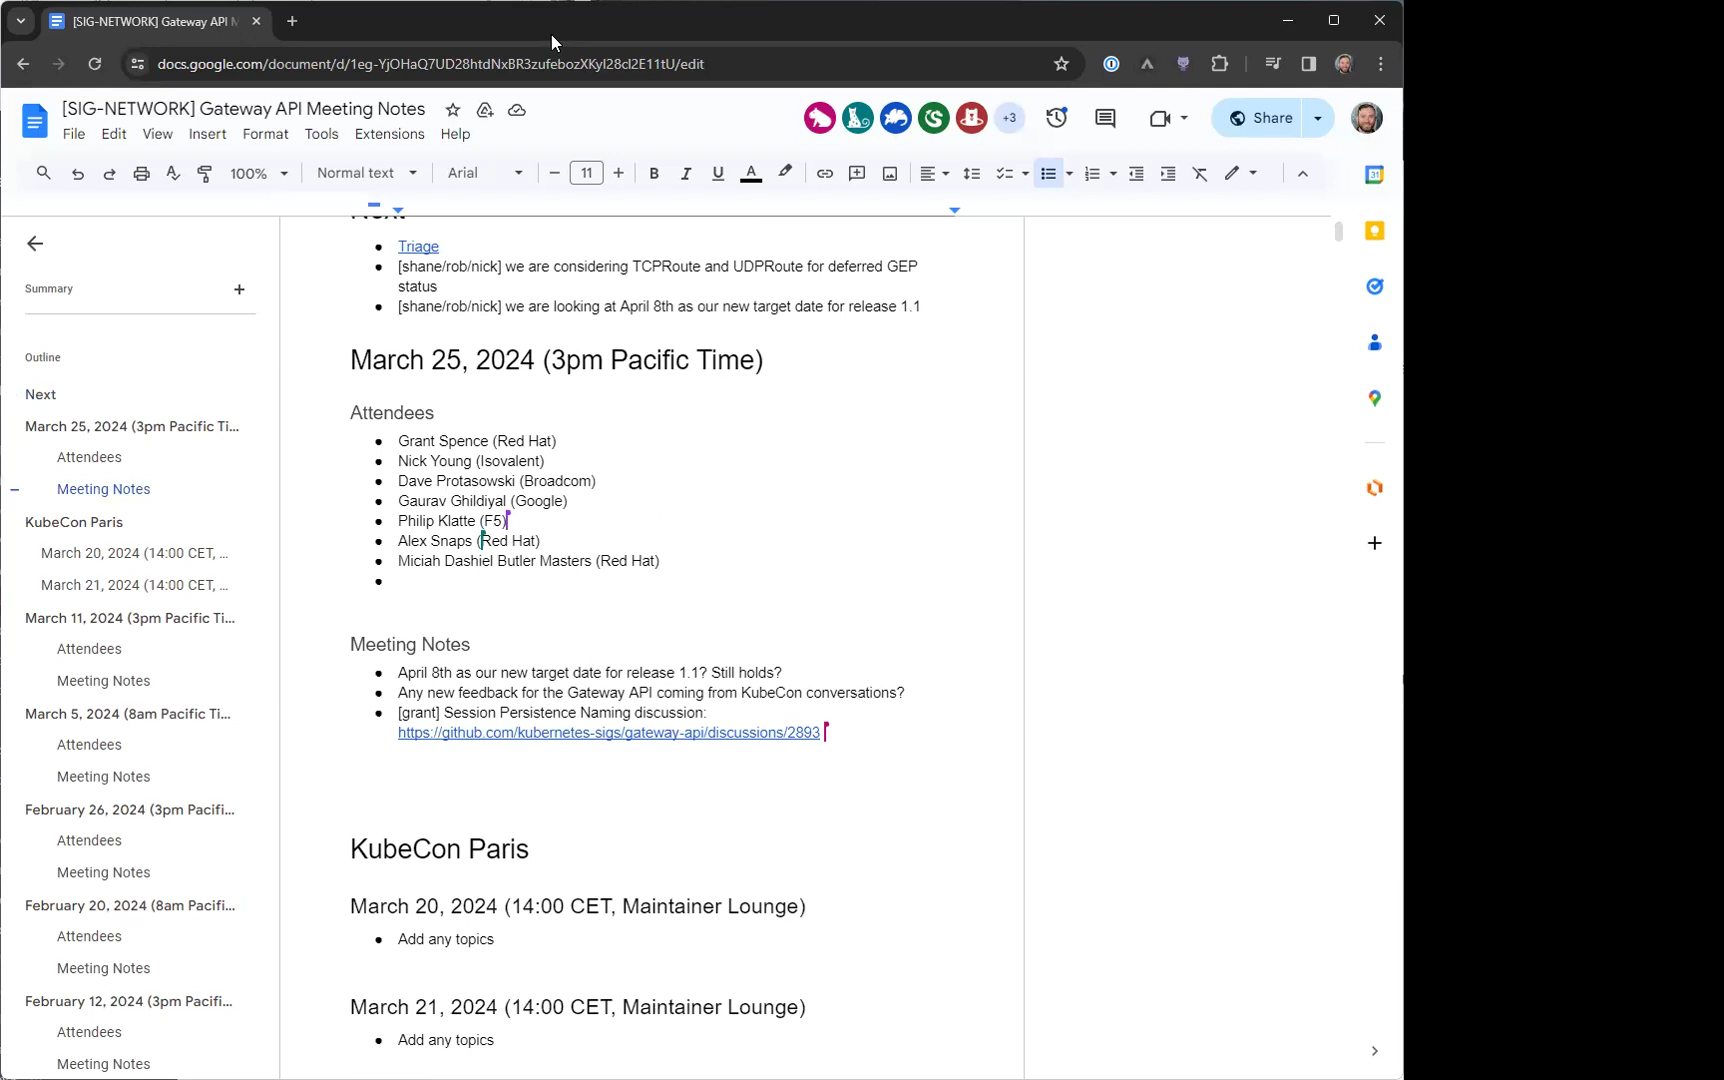 [SIG-NETWORK] Gateway API M
docs.google.com/document/d/1eg-YjOHaQ7UD28htdNxBR3zufebozXKyI28cl2E11tU/edit
[SIG-NETWORK] Gateway API Meeting Notes
+3
Share
File Edit View Insert Format Tools Extensions Help
100% Normal text Arial 11 B I U A
31
Summary
Outline
Next
March 25, 2024 (3pm Pacific Ti...
Attendees
Meeting Notes
KubeCon Paris
March 20, 2024 (14:00 CET, ...
March 21, 2024 (14:00 CET, ...
March 11, 2024 (3pm Pacific Ti...
Attendees
Meeting Notes
March 5, 2024 (8am Pacific Ti...
Attendees
Meeting Notes
February 26, 2024 (3pm Pacifi...
Attendees
Meeting Notes
February 20, 2024 (8am Pacifi...
Attendees
Meeting Notes
February 12, 2024 (3pm Pacifi...
Attendees
Meeting Notes
Next
Triage
[shane/rob/nick] we are considering TCPRoute and UDPRoute for deferred GEP
status
[shane/rob/nick] we are looking at April 8th as our new target date for release 1.1
March 25, 2024 (3pm Pacific Time)
Attendees
Grant Spence (Red Hat)
Nick Young (Isovalent)
Dave Protasowski (Broadcom)
Gaurav Ghildiyal (Google)
Philip Klatte (F5)
Alex Snaps (Red Hat)
Miciah Dashiel Butler Masters (Red Hat)
Meeting Notes
April 8th as our new target date for release 1.1? Still holds?
Any new feedback for the Gateway API coming from KubeCon conversations?
[grant] Session Persistence Naming discussion:
https://github.com/kubernetes-sigs/gateway-api/discussions/2893
KubeCon Paris
March 20, 2024 (14:00 CET, Maintainer Lounge)
Add any topics
March 21, 2024 (14:00 CET, Maintainer Lounge)
Add any topics